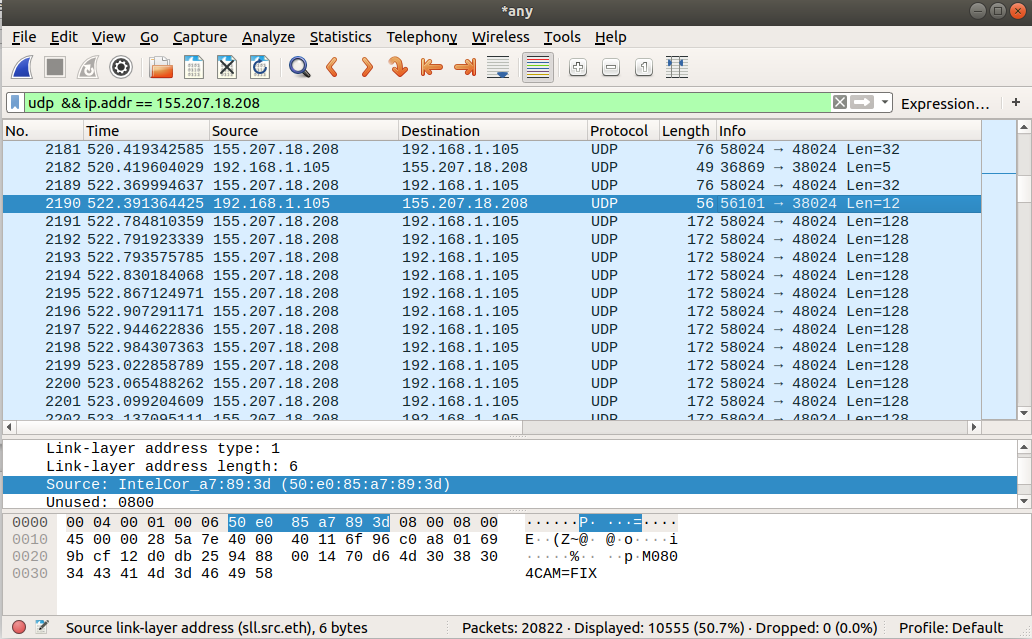 *any
File Edit View Go Capture Analyze Statistics Telephony Wireless Tools Help
udp && ip.addr == 155.207.18.208 Expression… +
No. Time Source Destination Protocol Length Info
2181 520.419342585 155.207.18.208 192.168.1.105 UDP 76 58024 → 48024 Len=32
2182 520.419604029 192.168.1.105 155.207.18.208 UDP 49 36869 → 38024 Len=5
2189 522.369994637 155.207.18.208 192.168.1.105 UDP 76 58024 → 48024 Len=32
2190 522.391364425 192.168.1.105 155.207.18.208 UDP 56 56101 → 38024 Len=12
2191 522.784810359 155.207.18.208 192.168.1.105 UDP 172 58024 → 48024 Len=128
2192 522.791923339 155.207.18.208 192.168.1.105 UDP 172 58024 → 48024 Len=128
2193 522.793575785 155.207.18.208 192.168.1.105 UDP 172 58024 → 48024 Len=128
2194 522.830184068 155.207.18.208 192.168.1.105 UDP 172 58024 → 48024 Len=128
2195 522.867124971 155.207.18.208 192.168.1.105 UDP 172 58024 → 48024 Len=128
2196 522.907291171 155.207.18.208 192.168.1.105 UDP 172 58024 → 48024 Len=128
2197 522.944622836 155.207.18.208 192.168.1.105 UDP 172 58024 → 48024 Len=128
2198 522.984307363 155.207.18.208 192.168.1.105 UDP 172 58024 → 48024 Len=128
2199 523.022858789 155.207.18.208 192.168.1.105 UDP 172 58024 → 48024 Len=128
2200 523.065488262 155.207.18.208 192.168.1.105 UDP 172 58024 → 48024 Len=128
2201 523.099204609 155.207.18.208 192.168.1.105 UDP 172 58024 → 48024 Len=128
2202 523.137095111 155.207.18.208 192.168.1.105 UDP 172 58024 → 48024 Len=128
Link-layer address type: 1
Link-layer address length: 6
Source: IntelCor_a7:89:3d (50:e0:85:a7:89:3d)
Unused: 0800
0000 00 04 00 01 00 06 50 e0 85 a7 89 3d 08 00 08 00 ······P· ···=····
0010 45 00 00 28 5a 7e 40 00 40 11 6f 96 c0 a8 01 69 E··(Z~@· @·o····i
0020 9b cf 12 d0 db 25 94 88 00 14 70 d6 4d 30 38 30 ·····%·· ··p·M080
0030 34 43 41 4d 3d 46 49 58 4CAM=FIX
Source link-layer address (sll.src.eth), 6 bytes Packets: 20822 · Displayed: 10555 (50.7%) · Dropped: 0 (0.0%) Profile: Default